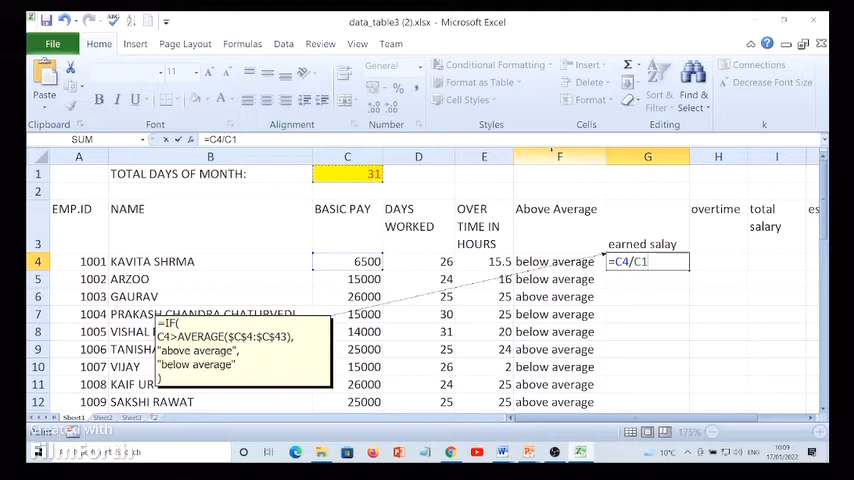 data_table3 (2).xlsx - Microsoft Excel
File Home Insert Page Layout Formulas Data Review View Team
Paste
11
General
Conditional Formatting
Format as Table
Cell Styles
Insert
Delete
Format
Sort &
Filter
Find &
Select
Connections
Decrease Font Size
Clipboard Font Alignment Number Styles Cells Editing k
SUM =C4/C1
A B C D E F G H I
1 TOTAL DAYS OF MONTH: 31
2
3 EMP.ID NAME BASIC PAY DAYS WORKED OVER TIME IN HOURS Above Average earned salay overtime total salary es
4 1001 KAVITA SHRMA 6500 26 15.5 below average =C4/C1
5 1002 ARZOO 15000 24 16 below average
6 1003 GAURAV 26000 25 25 above average
7 1004 PRAKASH CHANDRA CHATURVEDI 15000 30 25 below average
8 1005 VISHAL 14000 31 20 below average
9 1006 TANISHA 25000 25 24 above average
10 1007 VIJAY 15000 26 2 below average
11 1008 KAIF UR 26000 24 25 above average
12 1009 SAKSHI RAWAT 25000 25 25 above average
=IF(
C4>AVERAGE($C$4:$C$43),
"above average",
"below average"
)
Sheet1 Sheet2 Sheet3
175%
Created with
FilmForth
10°C
10:09
17/01/2022